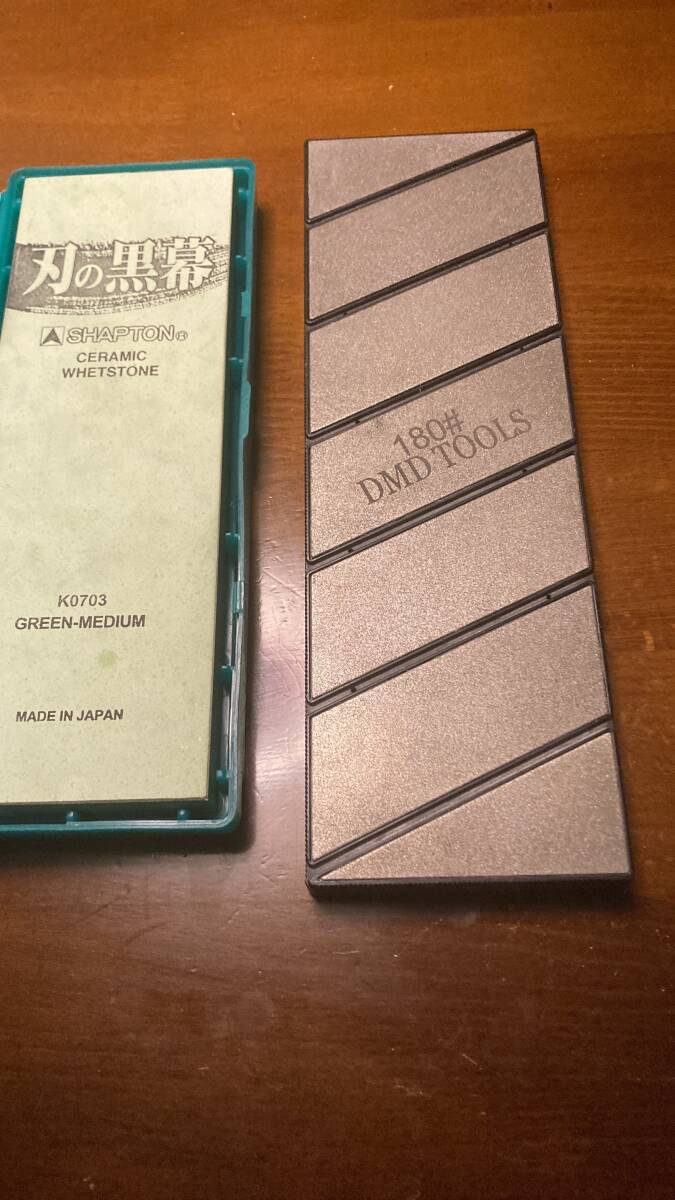 刃の黒幕
SHAPTON®
CERAMIC
WHETSTONE
K0703
GREEN-MEDIUM
MADE IN JAPAN
180#
DMD TOOLS